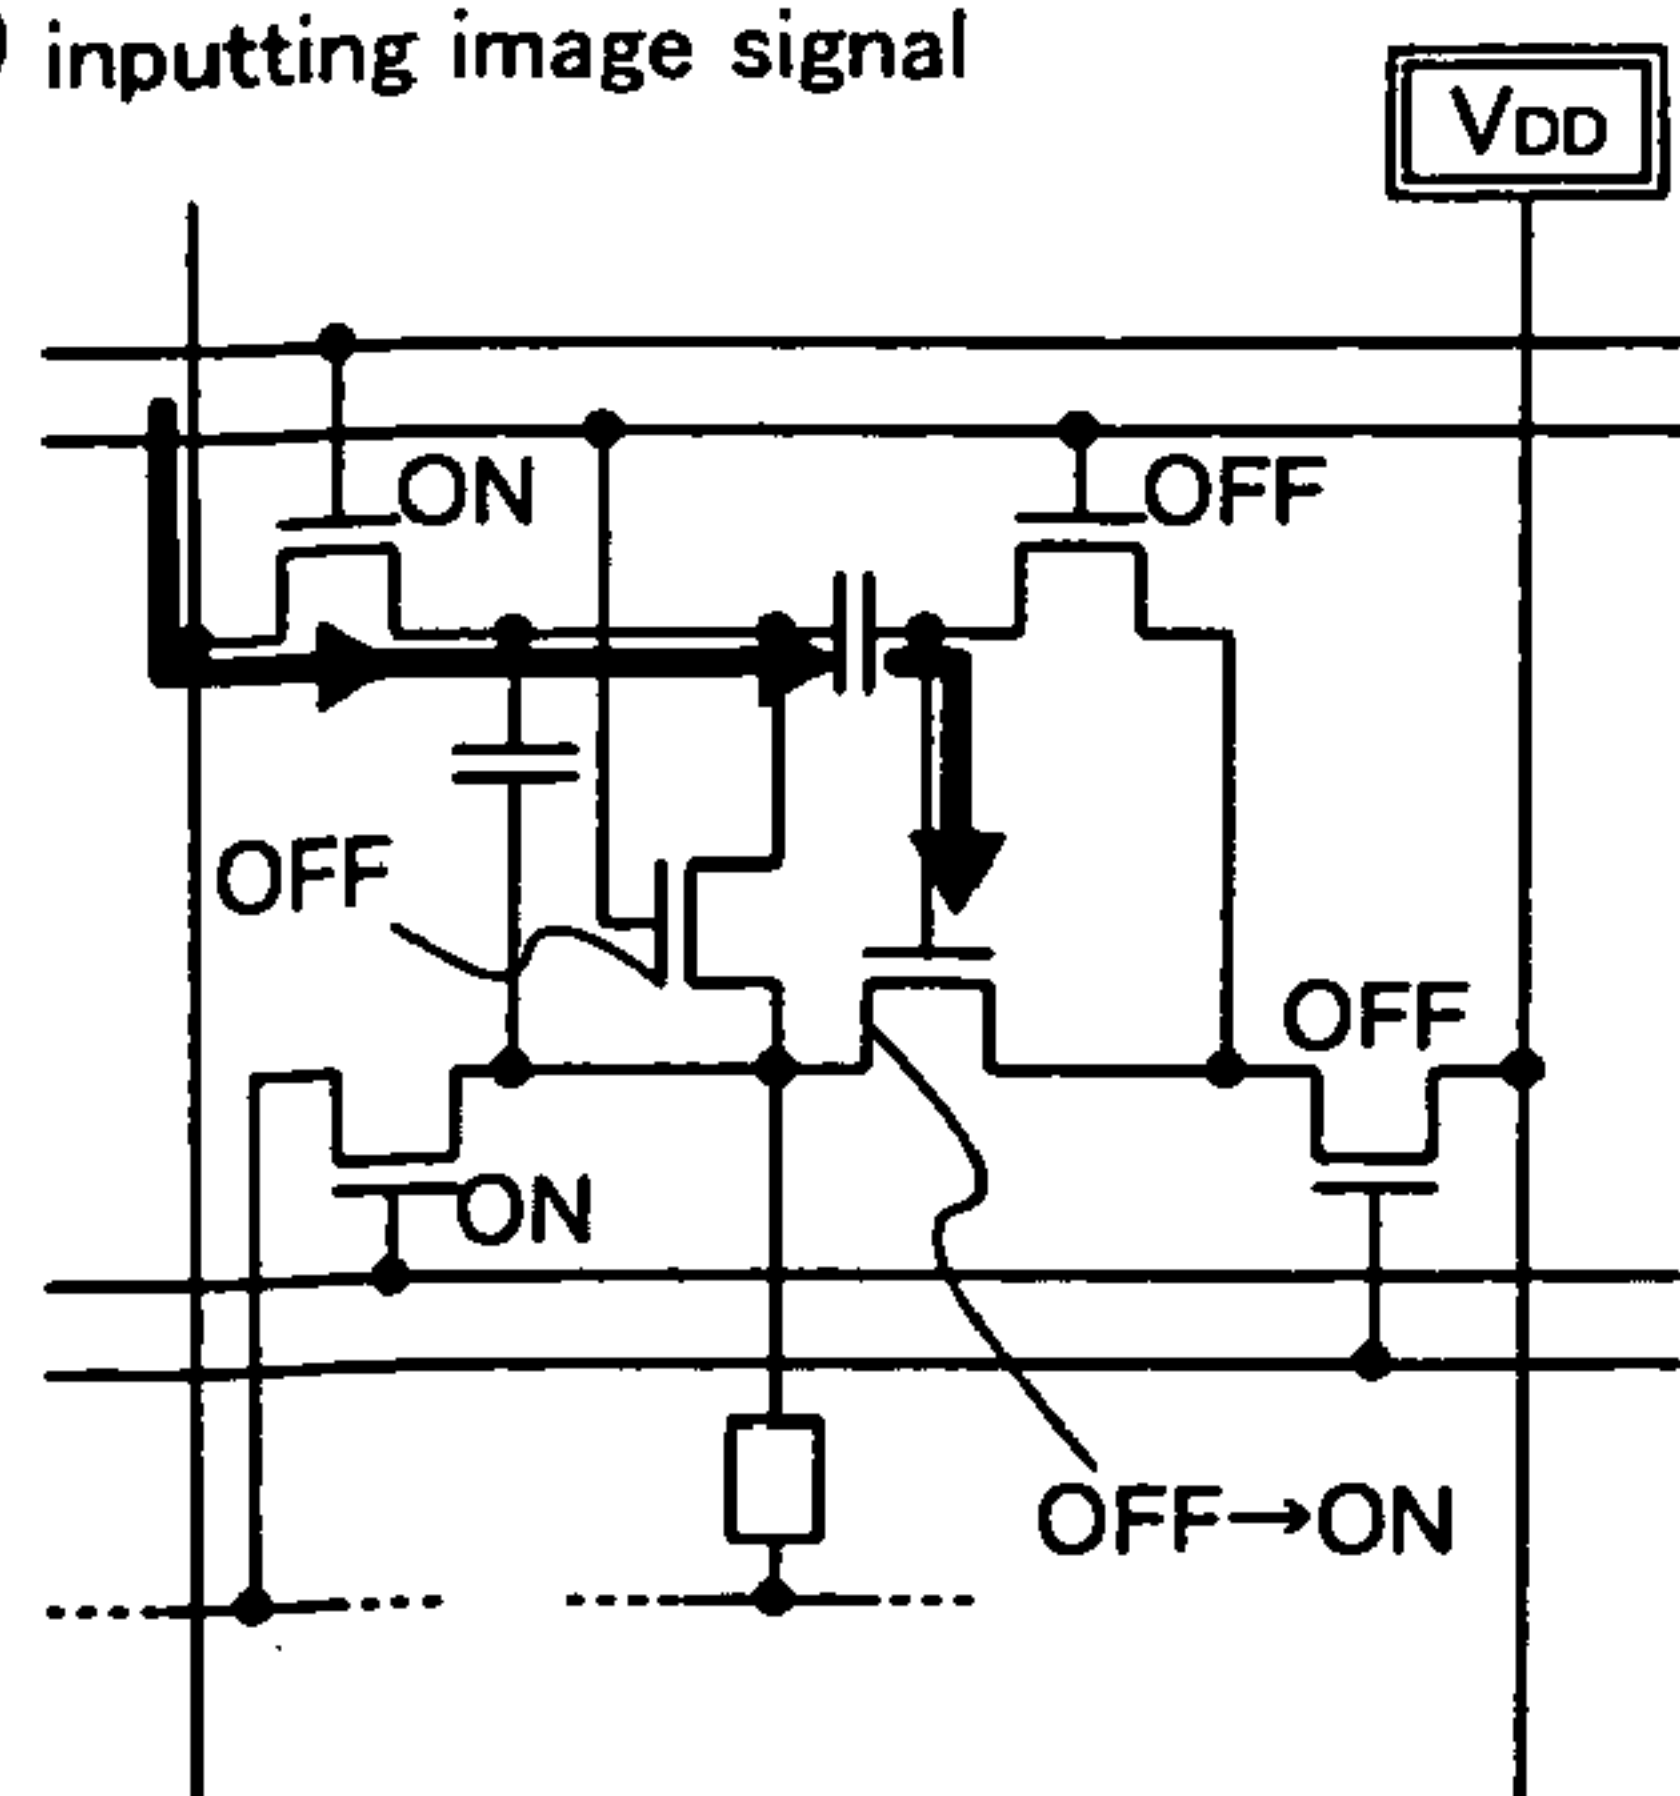 ) inputting image signal
VDD
ON
OFF
OFF
OFF
ON
OFF→ON